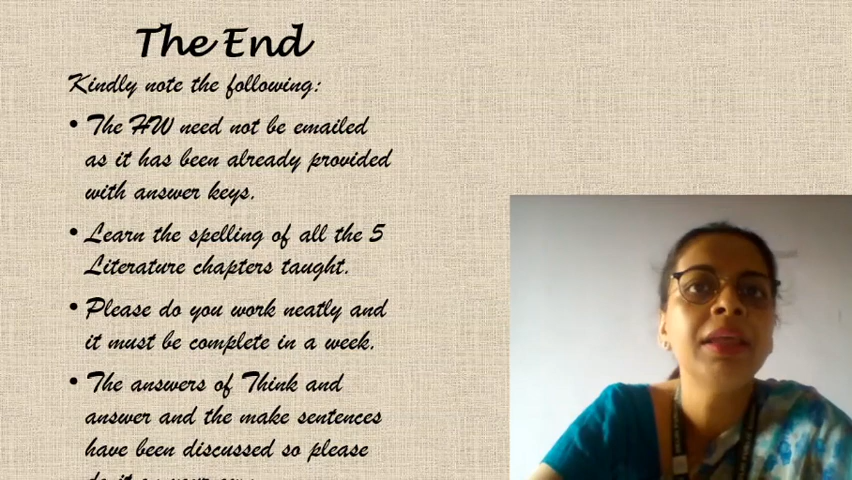 The End
Kindly note the following:
• The HW need not be emailed
as it has been already provided
with answer keys.
• Learn the spelling of all the 5
Literature chapters taught.
• Please do you work neatly and
it must be complete in a week.
• The answers of Think and
answer and the make sentences
have been discussed so please